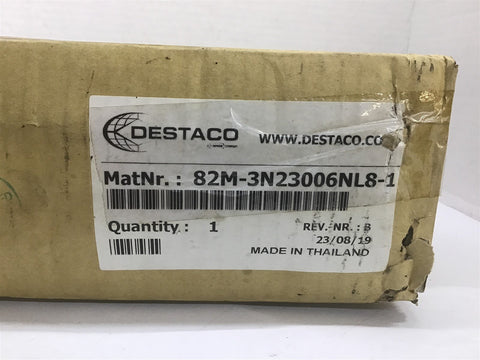 DESTACO
WWW.DESTACO.CO
MatNr. : 82M-3N23006NL8-1
Quantity : 1
REV.-NR. : B
23/08/19
MADE IN THAILAND